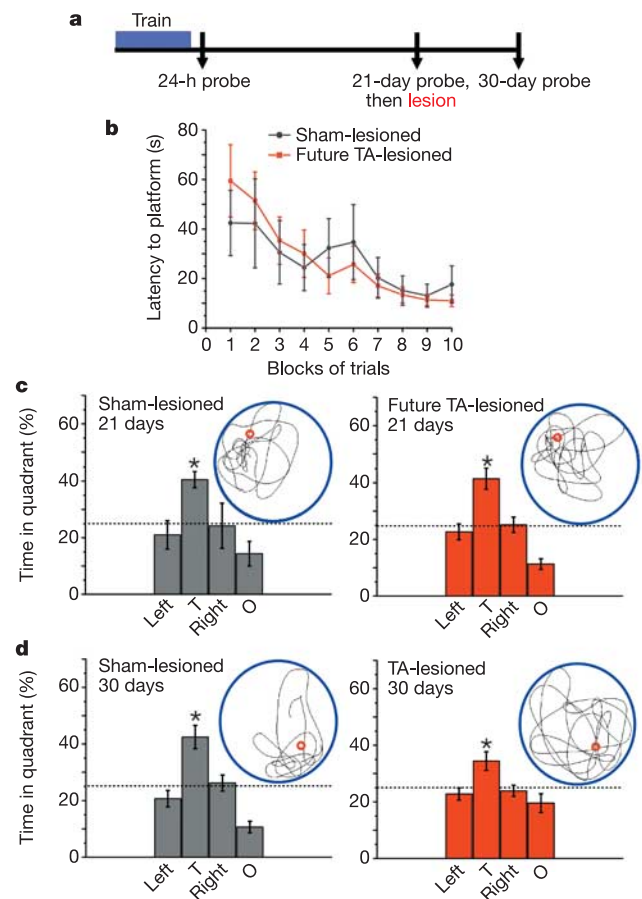 a
Train
24-h probe
21-day probe,
then lesion
30-day probe
b
Latency to platform (s)
80
60
40
20
0
Sham-lesioned
Future TA-lesioned
0 1 2 3 4 5 6 7 8 9 10
Blocks of trials
c
Time in quadrant (%)
60
40
20
0
Sham-lesioned
21 days
*
Left T Right O
60
40
20
0
Future TA-lesioned
21 days
*
Left T Right O
d
Time in quadrant (%)
60
40
20
0
Sham-lesioned
30 days
*
Left T Right O
60
40
20
0
TA-lesioned
30 days
*
Left T Right O